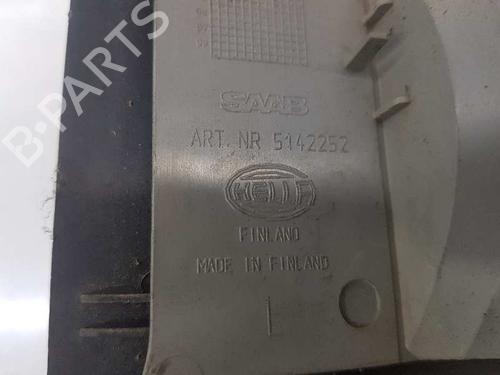 SAAB
ART. NR 5142252
HELLA
FINLAND
MADE IN FINLAND
L
B-PARTS